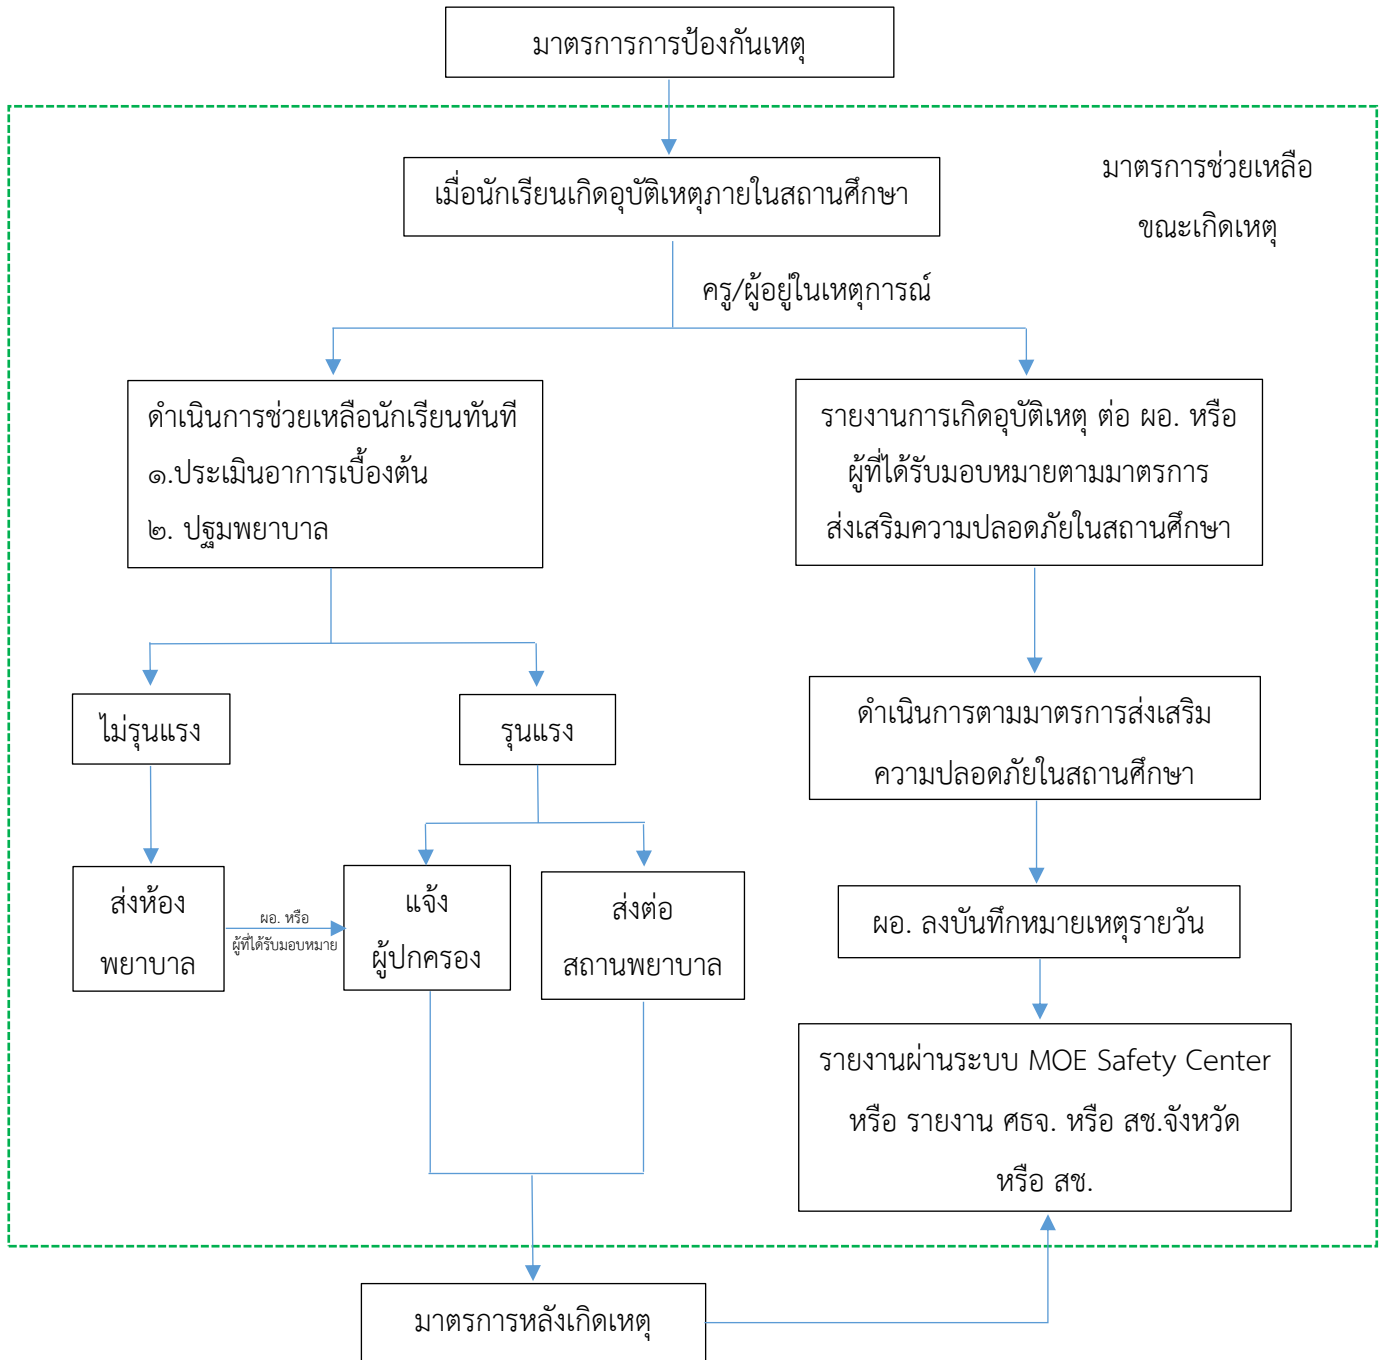 มาตรการการป้องกันเหตุ
มาตรการช่วยเหลือ
ขณะเกิดเหตุ
เมื่อนักเรียนเกิดอุบัติเหตุภายในสถานศึกษา
ครู/ผู้อยู่ในเหตุการณ์
ดำเนินการช่วยเหลือนักเรียนทันที
๑.ประเมินอาการเบื้องต้น
๒. ปฐมพยาบาล
รายงานการเกิดอุบัติเหตุ ต่อ ผอ. หรือ
ผู้ที่ได้รับมอบหมายตามมาตรการ
ส่งเสริมความปลอดภัยในสถานศึกษา
ไม่รุนแรง
รุนแรง
ดำเนินการตามมาตรการส่งเสริม
ความปลอดภัยในสถานศึกษา
ส่งห้อง
พยาบาล
ผอ. หรือ
ผู้ที่ได้รับมอบหมาย
แจ้ง
ผู้ปกครอง
ส่งต่อ
สถานพยาบาล
ผอ. ลงบันทึกหมายเหตุรายวัน
รายงานผ่านระบบ MOE Safety Center
หรือ รายงาน ศธจ. หรือ สช.จังหวัด
หรือ สช.
มาตรการหลังเกิดเหตุ